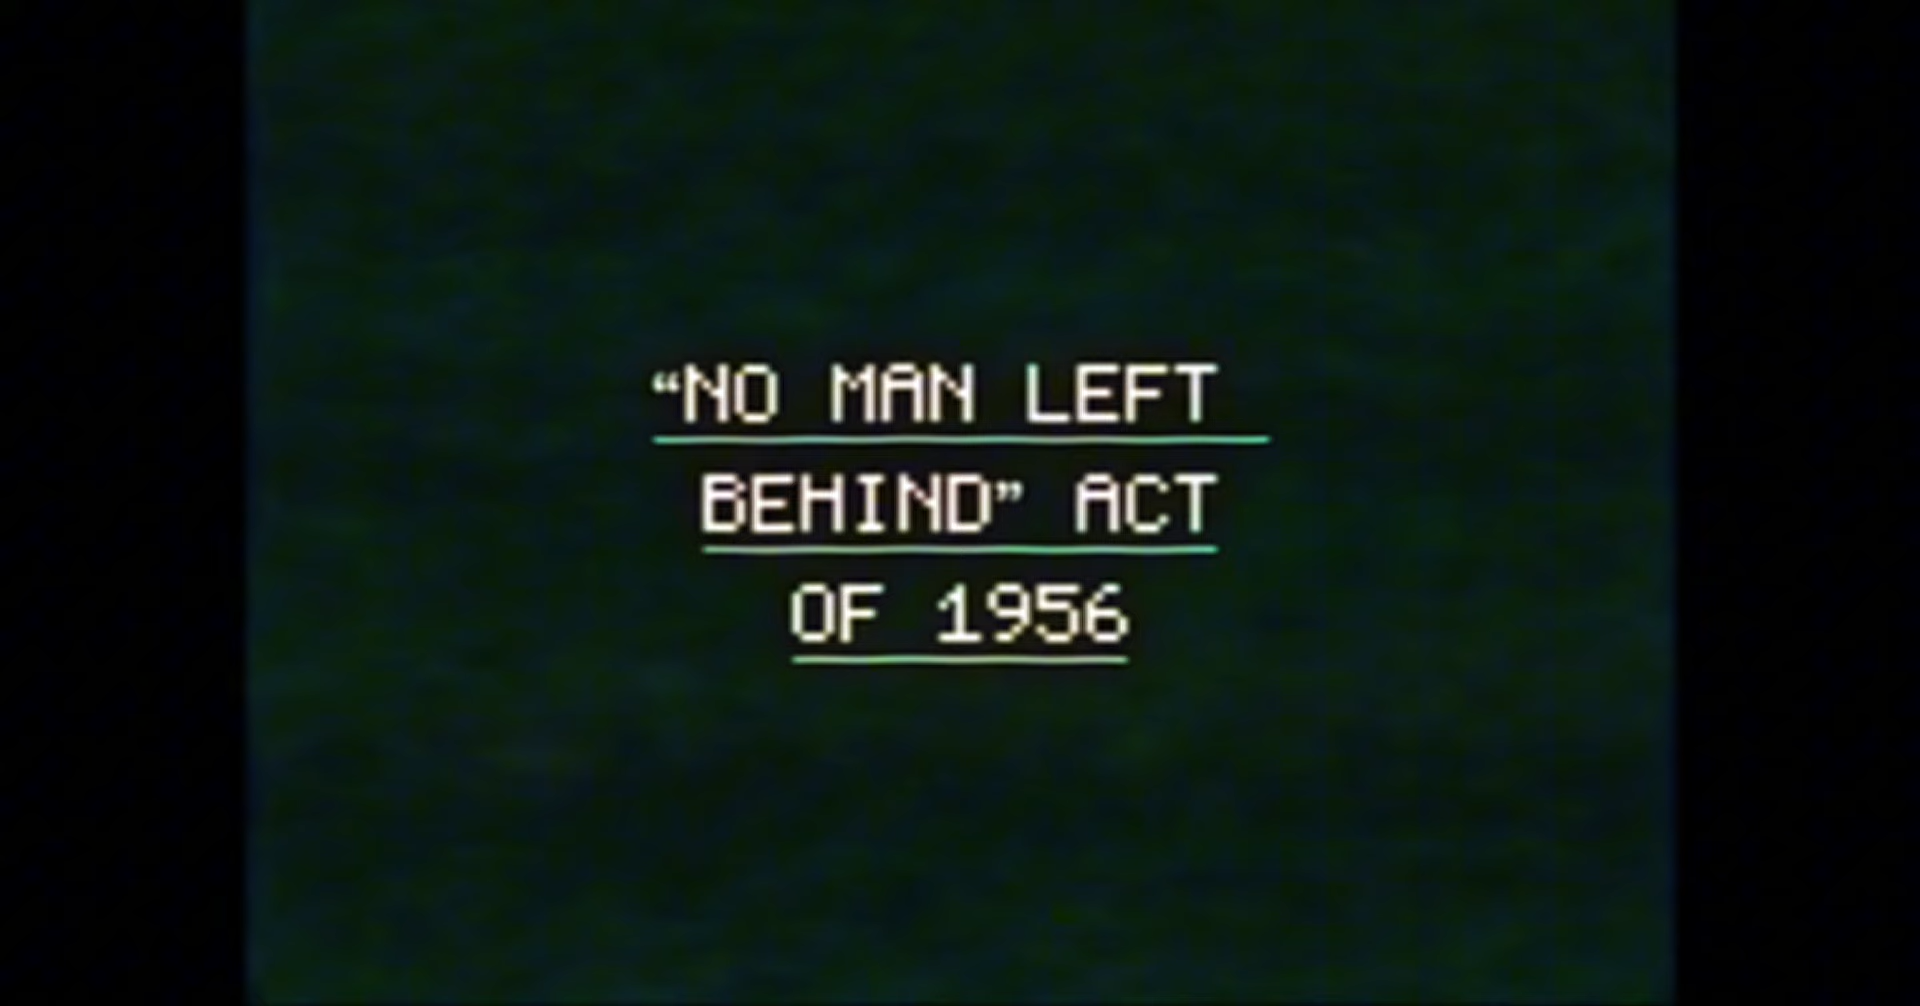 “NO MAN LEFT
BEHIND” ACT
OF 1956